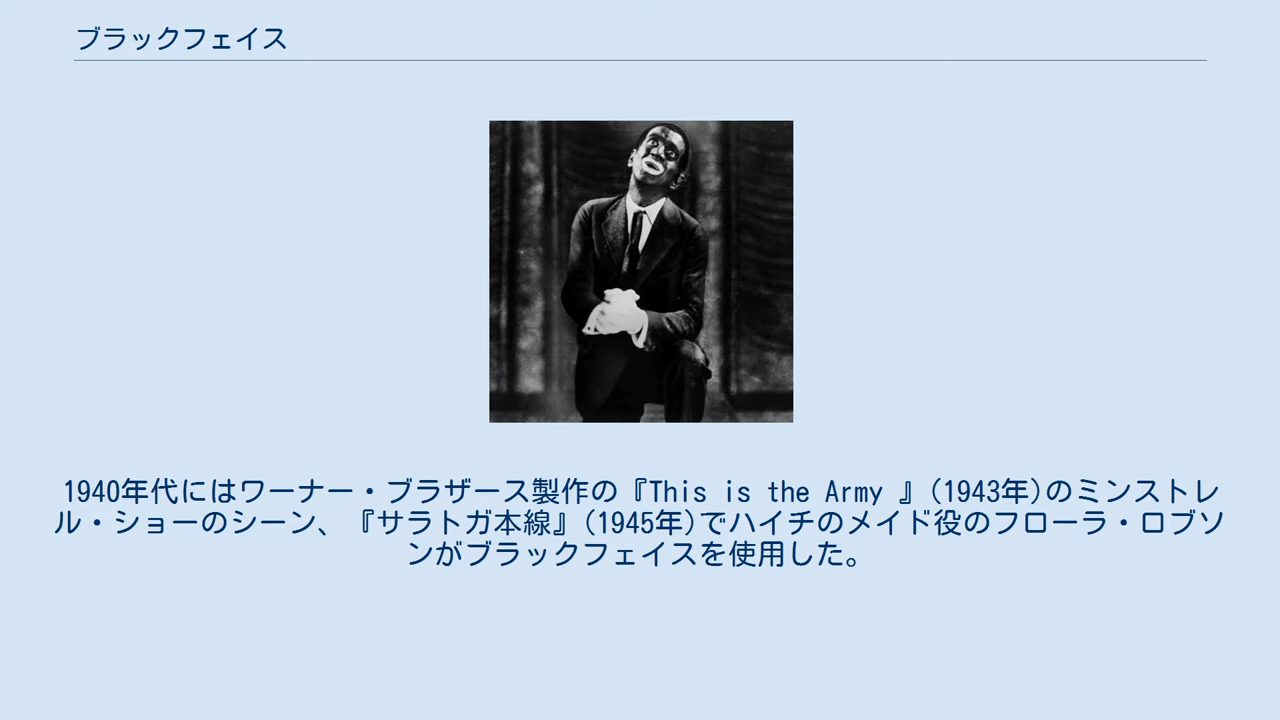 ブラックフェイス
1940年代にはワーナー・ブラザース製作の『This is the Army 』(1943年)のミンストレ
ル・ショーのシーン、『サラトガ本線』(1945年)でハイチのメイド役のフローラ・ロブソ
ンがブラックフェイスを使用した。